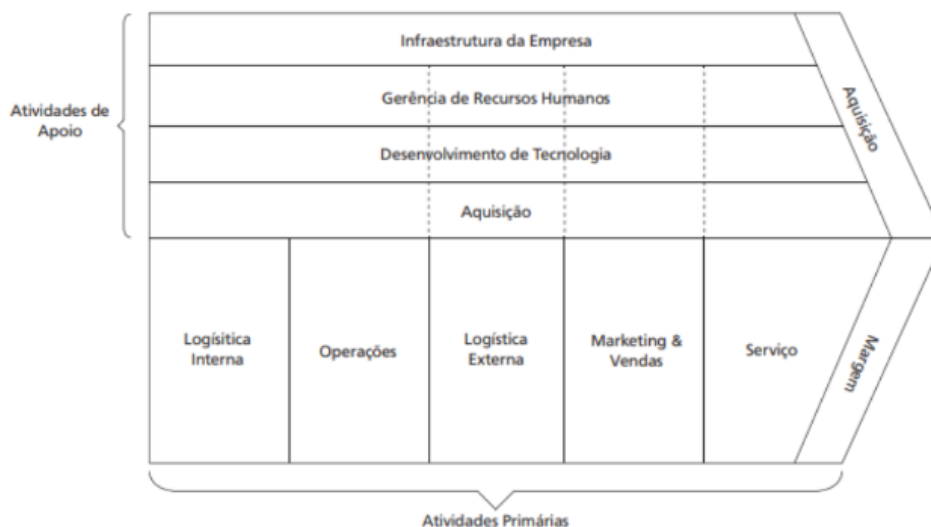 Infraestrutura da Empresa
Atividades de
Apoio
Gerência de Recursos Humanos
Desenvolvimento de Tecnologia
Aquisição
Aquisição
Logísitica
Interna
Operações
Logística
Externa
Marketing &
Vendas
Serviço
Margem
Atividades Primárias